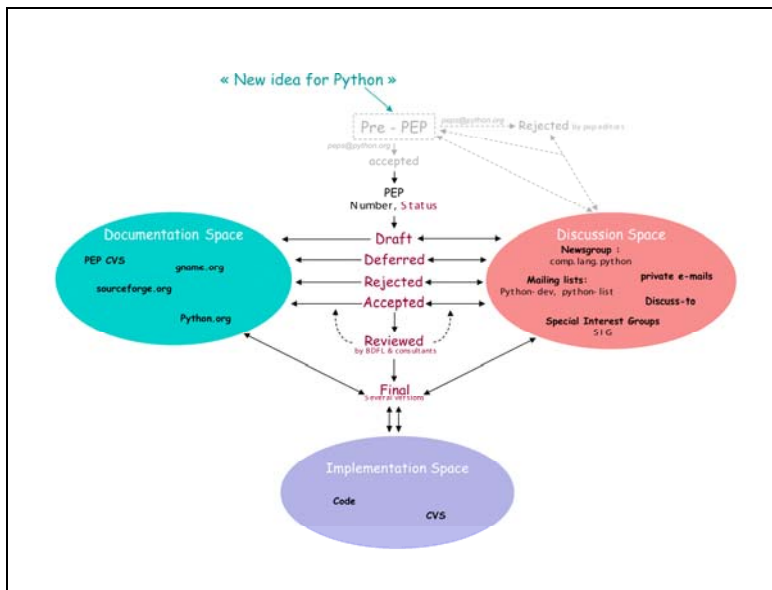 « New idea for Python »
Pre - PEP
peps@python.org
Rejected by pep editors
peps@python.org
accepted
PEP
Number, Status
Documentation Space
PEP CVS
gname.org
sourceforge.org
Python.org
Draft
Deferred
Rejected
Accepted
Reviewed
by BDFL & consultants
Final
Several versions
Discussion Space
Newsgroup :
comp.lang.python
Mailing lists:
Python-dev, python-list
private e-mails
Discuss-to
Special Interest Groups
SIG
Implementation Space
Code
CVS